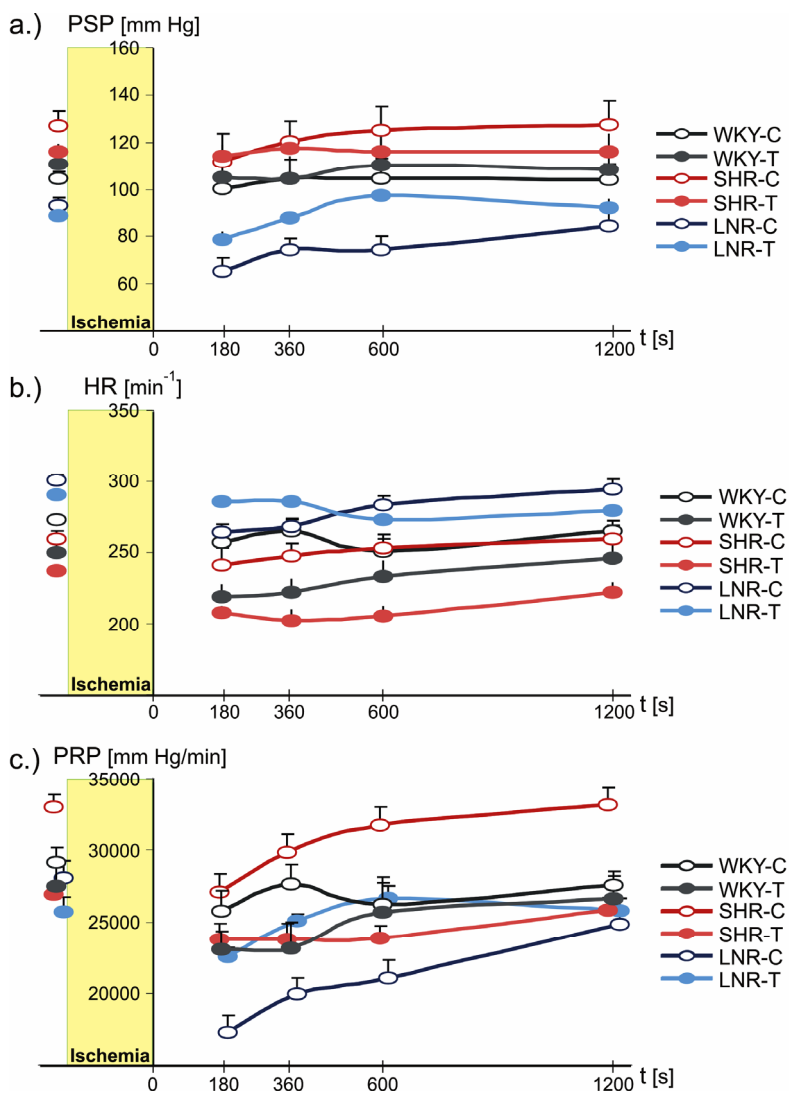 a.) PSP [mm Hg]
160
140
120
100
80
60
Ischemia
0 180 360 600 1200 t [s]
WKY-C
WKY-T
SHR-C
SHR-T
LNR-C
LNR-T
b.) HR [min⁻¹]
350
300
250
200
Ischemia
0 180 360 600 1200 t [s]
WKY-C
WKY-T
SHR-C
SHR-T
LNR-C
LNR-T
c.) PRP [mm Hg/min]
35000
30000
25000
20000
Ischemia
0 180 360 600 1200 t [s]
WKY-C
WKY-T
SHR-C
SHR-T
LNR-C
LNR-T